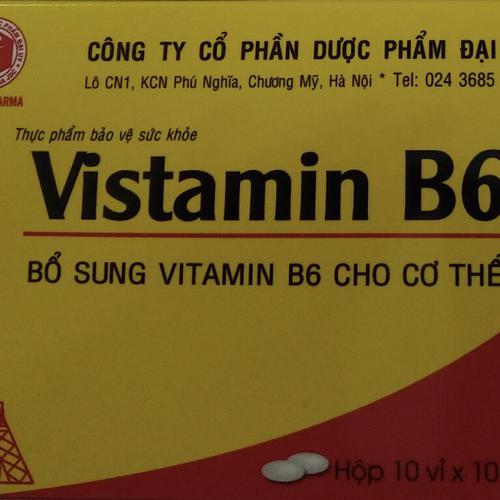 CÔNG TY CỔ PHẦN DƯỢC PHẨM ĐẠI
Lô CN1, KCN Phú Nghĩa, Chương Mỹ, Hà Nội * Tel: 024 3685
ARMA
Thực phẩm bảo vệ sức khỏe
Vistamin B6
BỔ SUNG VITAMIN B6 CHO CƠ THỂ
Hộp 10 vỉ x 10